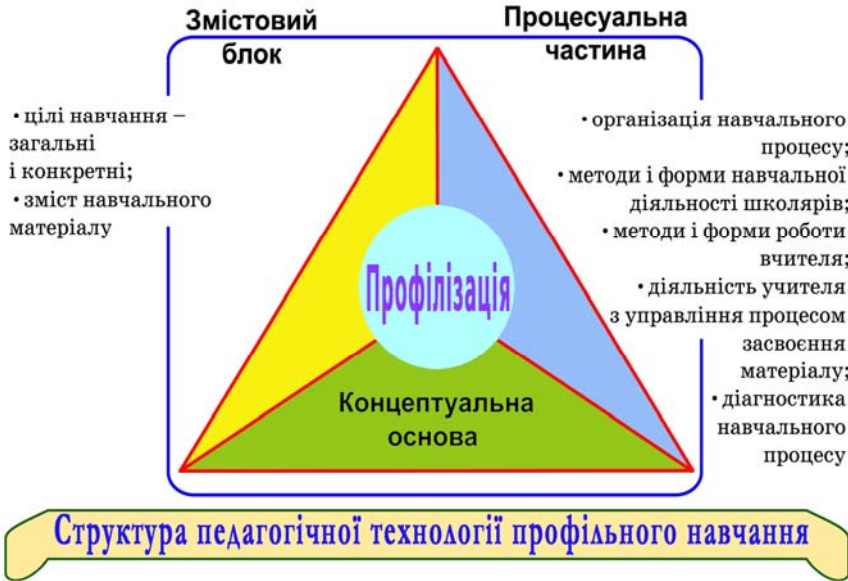 Змістовий
блок
Процесуальна
частина
• цілі навчання –
загальні
і конкретні;
• зміст навчального
матеріалу
• організація навчального
процесу;
• методи і форми навчальної
діяльності школярів;
• методи і форми роботи
вчителя;
• діяльність учителя
з управління процесом
засвоєння
матеріалу;
• діагностика
навчального
процесу
Профілізація
Концептуальна
основа
Структура педагогічної технології профільного навчання